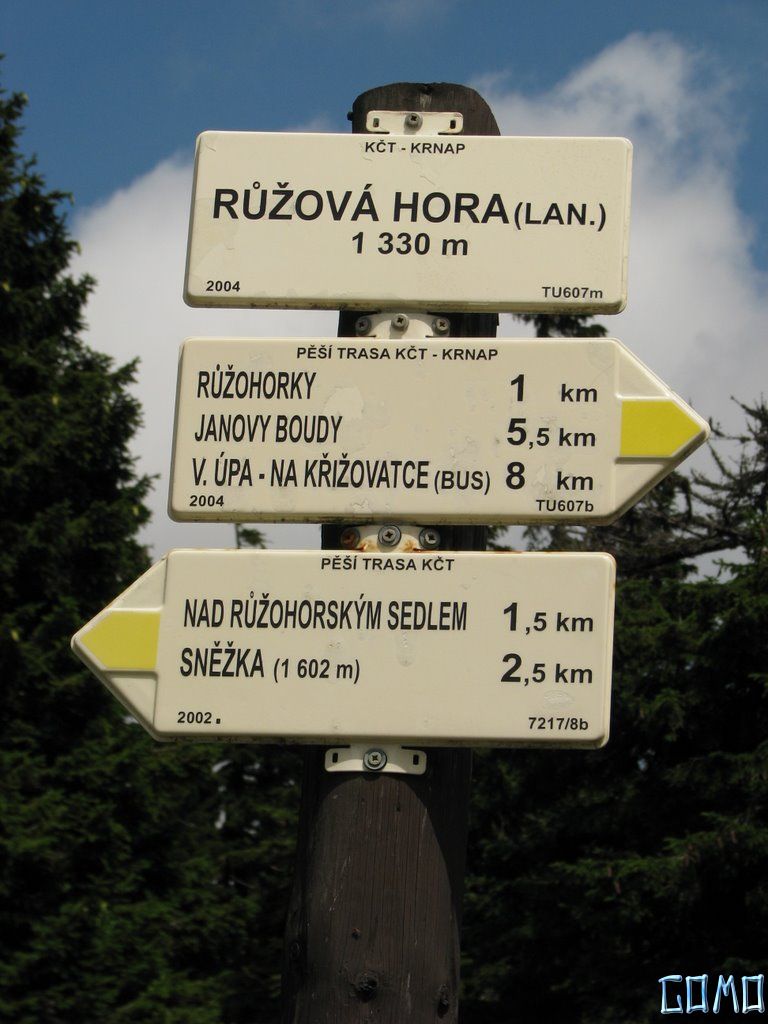 KČT - KRNAP
RŮŽOVÁ HORA (LAN.)
1 330 m
2004 TU607m
PĚŠÍ TRASA KČT - KRNAP
RŮŽOHORKY 1 km
JANOVY BOUDY 5,5 km
V. ÚPA - NA KŘIŽOVATCE (BUS) 8 km
2004 TU607b
PĚŠÍ TRASA KČT
NAD RŮŽOHORSKÝM SEDLEM 1,5 km
SNĚŽKA (1 602 m) 2,5 km
2002. 7217/8b
COMO